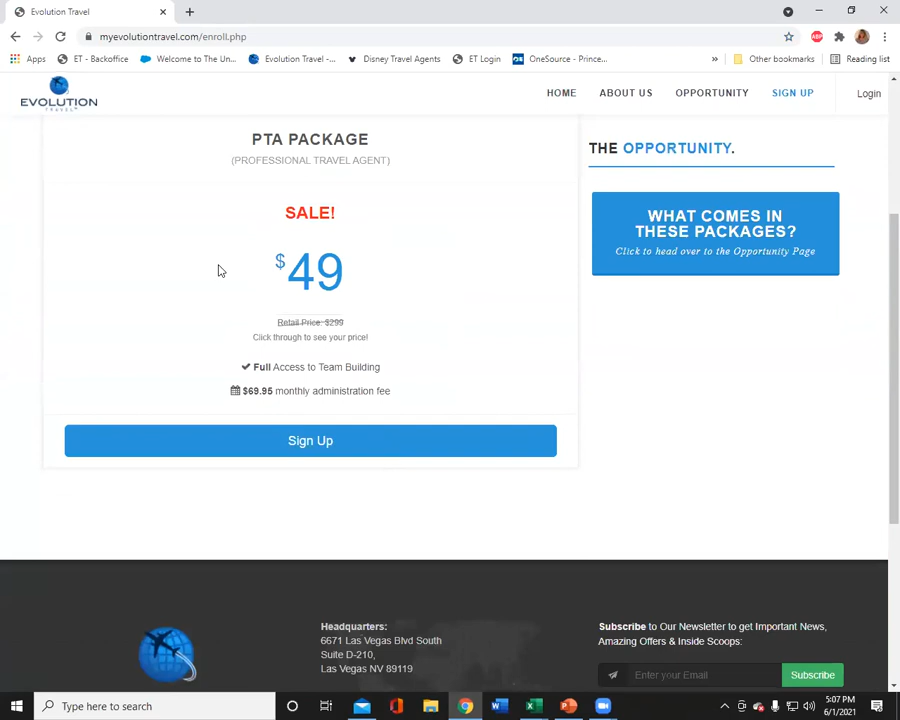 Evolution Travel
myevolutiontravel.com/enroll.php
ABP
Apps
ET - Backoffice
Welcome to The Un...
Evolution Travel -...
Disney Travel Agents
ET Login
OneSource - Prince...
»
Other bookmarks
Reading list
EVOLUTION
TRAVEL
HOME
ABOUT US
OPPORTUNITY
SIGN UP
Login
PTA PACKAGE
(PROFESSIONAL TRAVEL AGENT)
SALE!
$49
Retail Price: $299
Click through to see your price!
Full Access to Team Building
$69.95 monthly administration fee
Sign Up
THE OPPORTUNITY.
WHAT COMES IN
THESE PACKAGES?
Click to head over to the Opportunity Page
Headquarters:
6671 Las Vegas Blvd South
Suite D-210,
Las Vegas NV 89119
Subscribe to Our Newsletter to get Important News,
Amazing Offers & Inside Scoops:
Enter your Email
Subscribe
Type here to search
5:07 PM
6/1/2021